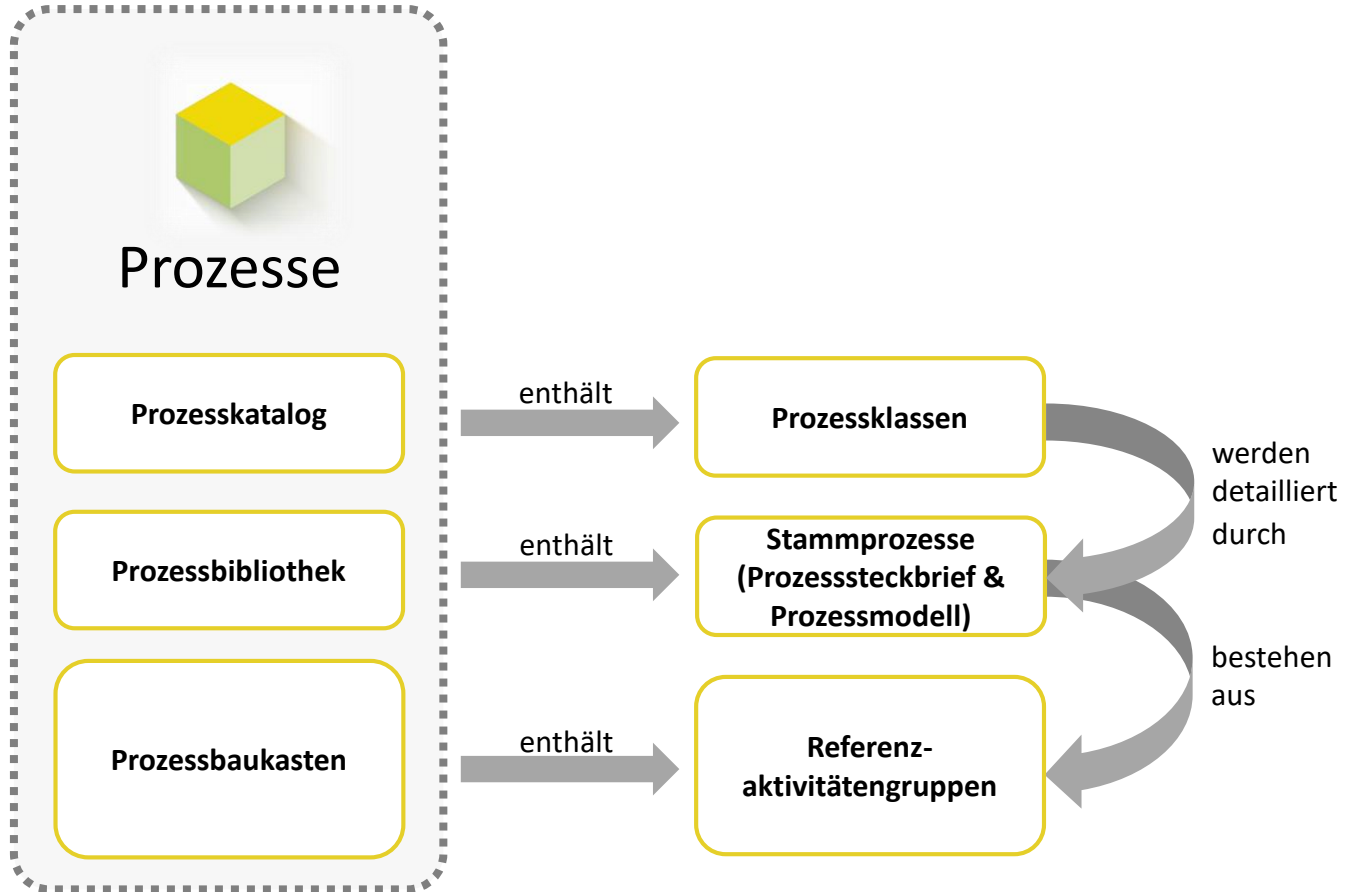 Prozesse
Prozesskatalog
enthält
Prozessklassen
werden
detailliert
durch
Prozessbibliothek
enthält
Stammprozesse
(Prozesssteckbrief &
Prozessmodell)
bestehen
aus
Prozessbaukasten
enthält
Referenz-
aktivitätengruppen